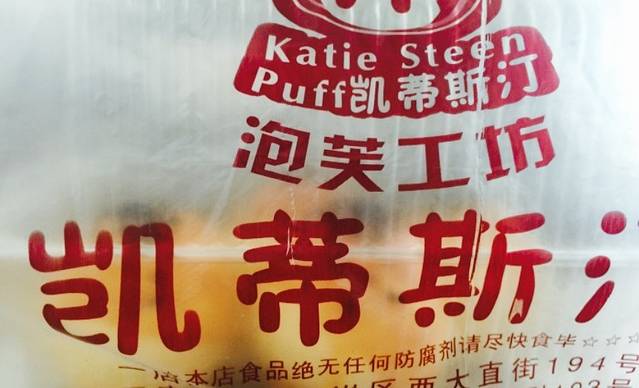 Katie Steen
Puff凯蒂斯汀
泡芙工坊
凯蒂斯
本店食品绝无任何防腐剂请尽快食毕☆☆☆
区西大直街194号